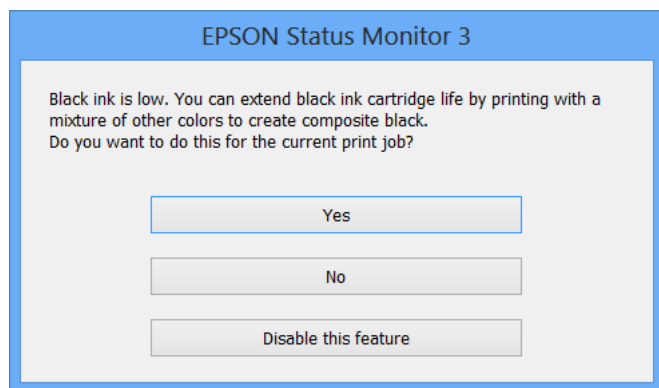 EPSON Status Monitor 3
Black ink is low. You can extend black ink cartridge life by printing with a
mixture of other colors to create composite black.
Do you want to do this for the current print job?
Yes
No
Disable this feature